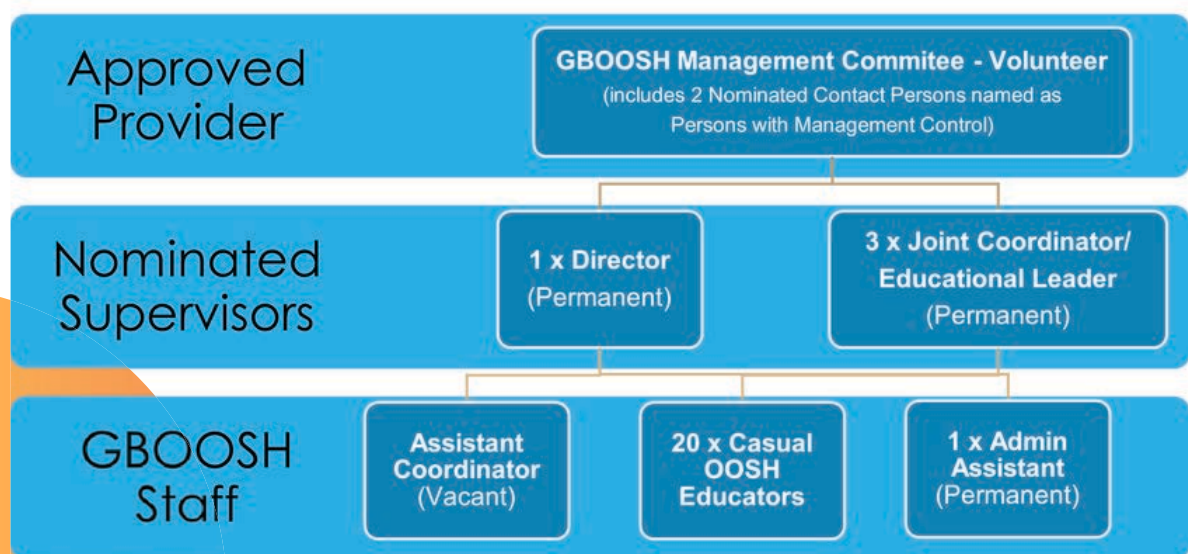 Approved
Provider
GBOOSH Management Commitee - Volunteer
(includes 2 Nominated Contact Persons named as
Persons with Management Control)
Nominated
Supervisors
1 x Director
(Permanent)
3 x Joint Coordinator/
Educational Leader
(Permanent)
GBOOSH
Staff
Assistant
Coordinator
(Vacant)
20 x Casual
OOSH
Educators
1 x Admin
Assistant
(Permanent)